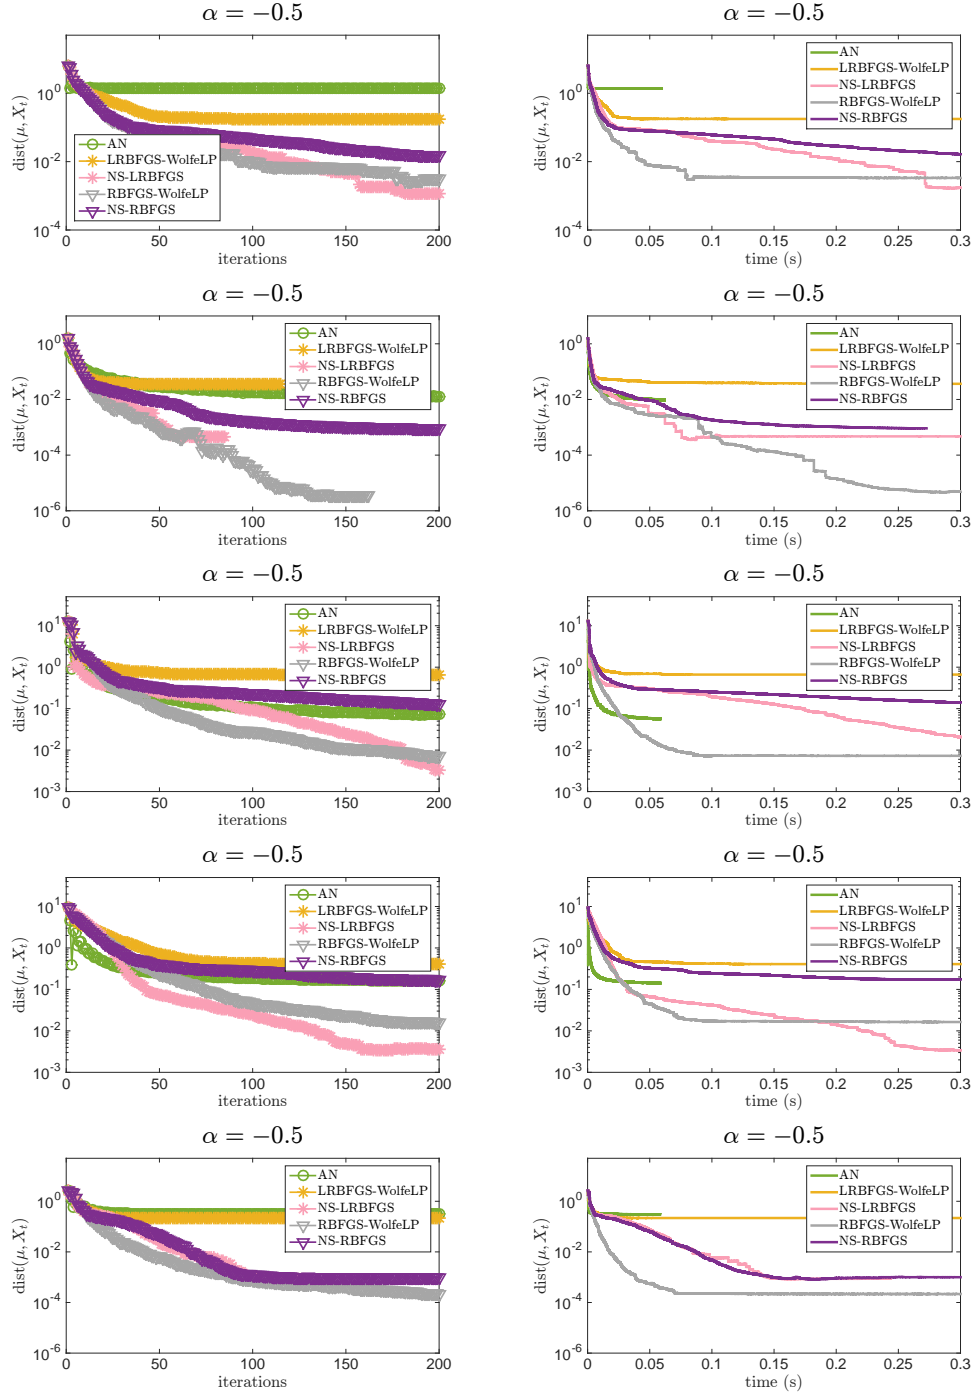 α = −0.5
α = −0.5
dist(μ, X_t)
10^0
10^-2
10^-4
AN
LRBFGS-WolfeLP
NS-LRBFGS
RBFGS-WolfeLP
NS-RBFGS
0 50 100 150 200
iterations
dist(μ, X_t)
10^0
10^-2
10^-4
AN
LRBFGS-WolfeLP
NS-LRBFGS
RBFGS-WolfeLP
NS-RBFGS
0 0.05 0.1 0.15 0.2 0.25 0.3
time (s)
α = −0.5
α = −0.5
dist(μ, X_t)
10^0
10^-2
10^-4
10^-6
AN
LRBFGS-WolfeLP
NS-LRBFGS
RBFGS-WolfeLP
NS-RBFGS
0 50 100 150 200
iterations
dist(μ, X_t)
10^0
10^-2
10^-4
10^-6
AN
LRBFGS-WolfeLP
NS-LRBFGS
RBFGS-WolfeLP
NS-RBFGS
0 0.05 0.1 0.15 0.2 0.25 0.3
time (s)
α = −0.5
α = −0.5
dist(μ, X_t)
10^1
10^0
10^-1
10^-2
10^-3
AN
LRBFGS-WolfeLP
NS-LRBFGS
RBFGS-WolfeLP
NS-RBFGS
0 50 100 150 200
iterations
dist(μ, X_t)
10^1
10^0
10^-1
10^-2
10^-3
AN
LRBFGS-WolfeLP
NS-LRBFGS
RBFGS-WolfeLP
NS-RBFGS
0 0.05 0.1 0.15 0.2 0.25 0.3
time (s)
α = −0.5
α = −0.5
dist(μ, X_t)
10^1
10^0
10^-1
10^-2
10^-3
AN
LRBFGS-WolfeLP
NS-LRBFGS
RBFGS-WolfeLP
NS-RBFGS
0 50 100 150 200
iterations
dist(μ, X_t)
10^1
10^0
10^-1
10^-2
10^-3
AN
LRBFGS-WolfeLP
NS-LRBFGS
RBFGS-WolfeLP
NS-RBFGS
0 0.05 0.1 0.15 0.2 0.25 0.3
time (s)
α = −0.5
α = −0.5
dist(μ, X_t)
10^0
10^-2
10^-4
10^-6
AN
LRBFGS-WolfeLP
NS-LRBFGS
RBFGS-WolfeLP
NS-RBFGS
0 50 100 150 200
iterations
dist(μ, X_t)
10^0
10^-2
10^-4
10^-6
AN
LRBFGS-WolfeLP
NS-LRBFGS
RBFGS-WolfeLP
NS-RBFGS
0 0.05 0.1 0.15 0.2 0.25 0.3
time (s)